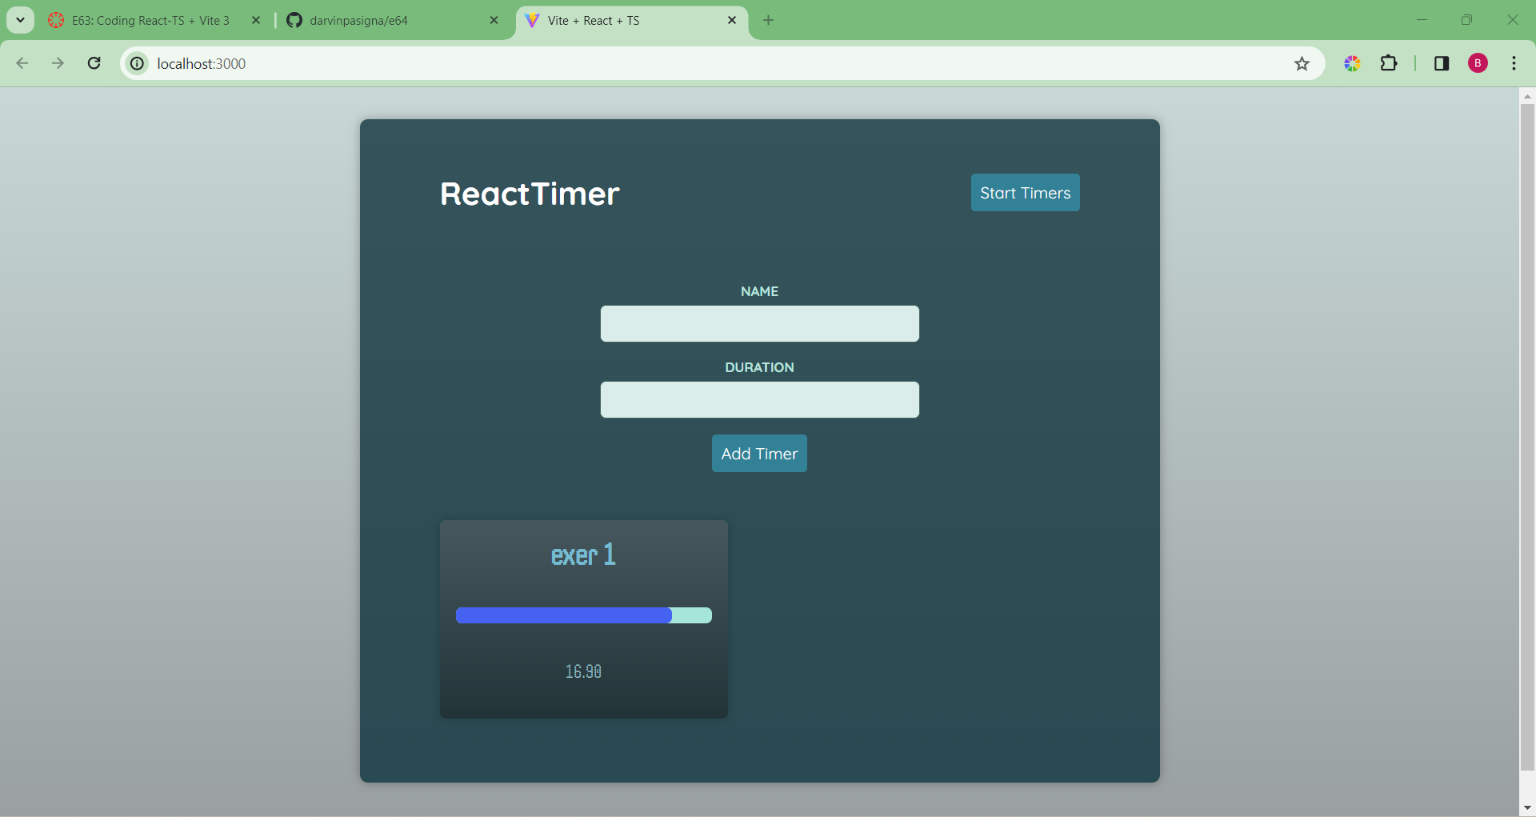 E63: Coding React-TS + Vite 3
darvinpasigna/e64
Vite + React + TS
localhost:3000
B
ReactTimer
Start Timers
NAME
DURATION
Add Timer
exer 1
16.90